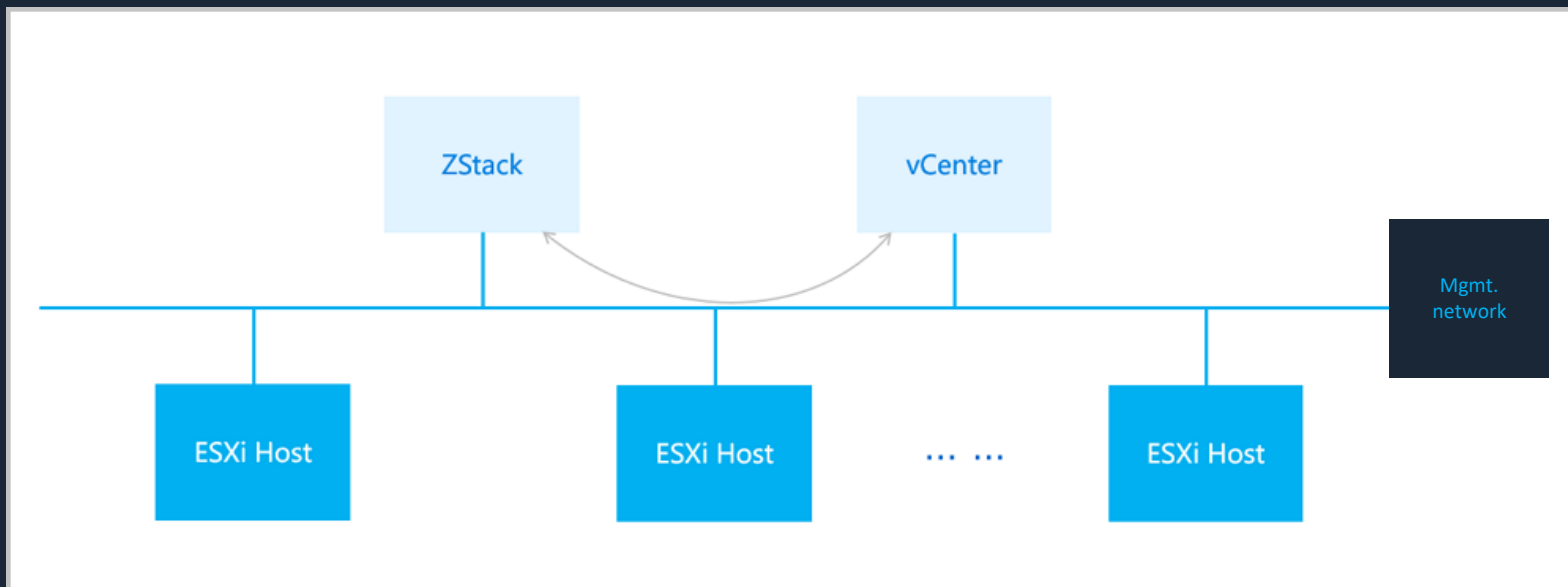 ZStack
vCenter
Mgmt.
network
ESXi Host
ESXi Host
... ...
ESXi Host